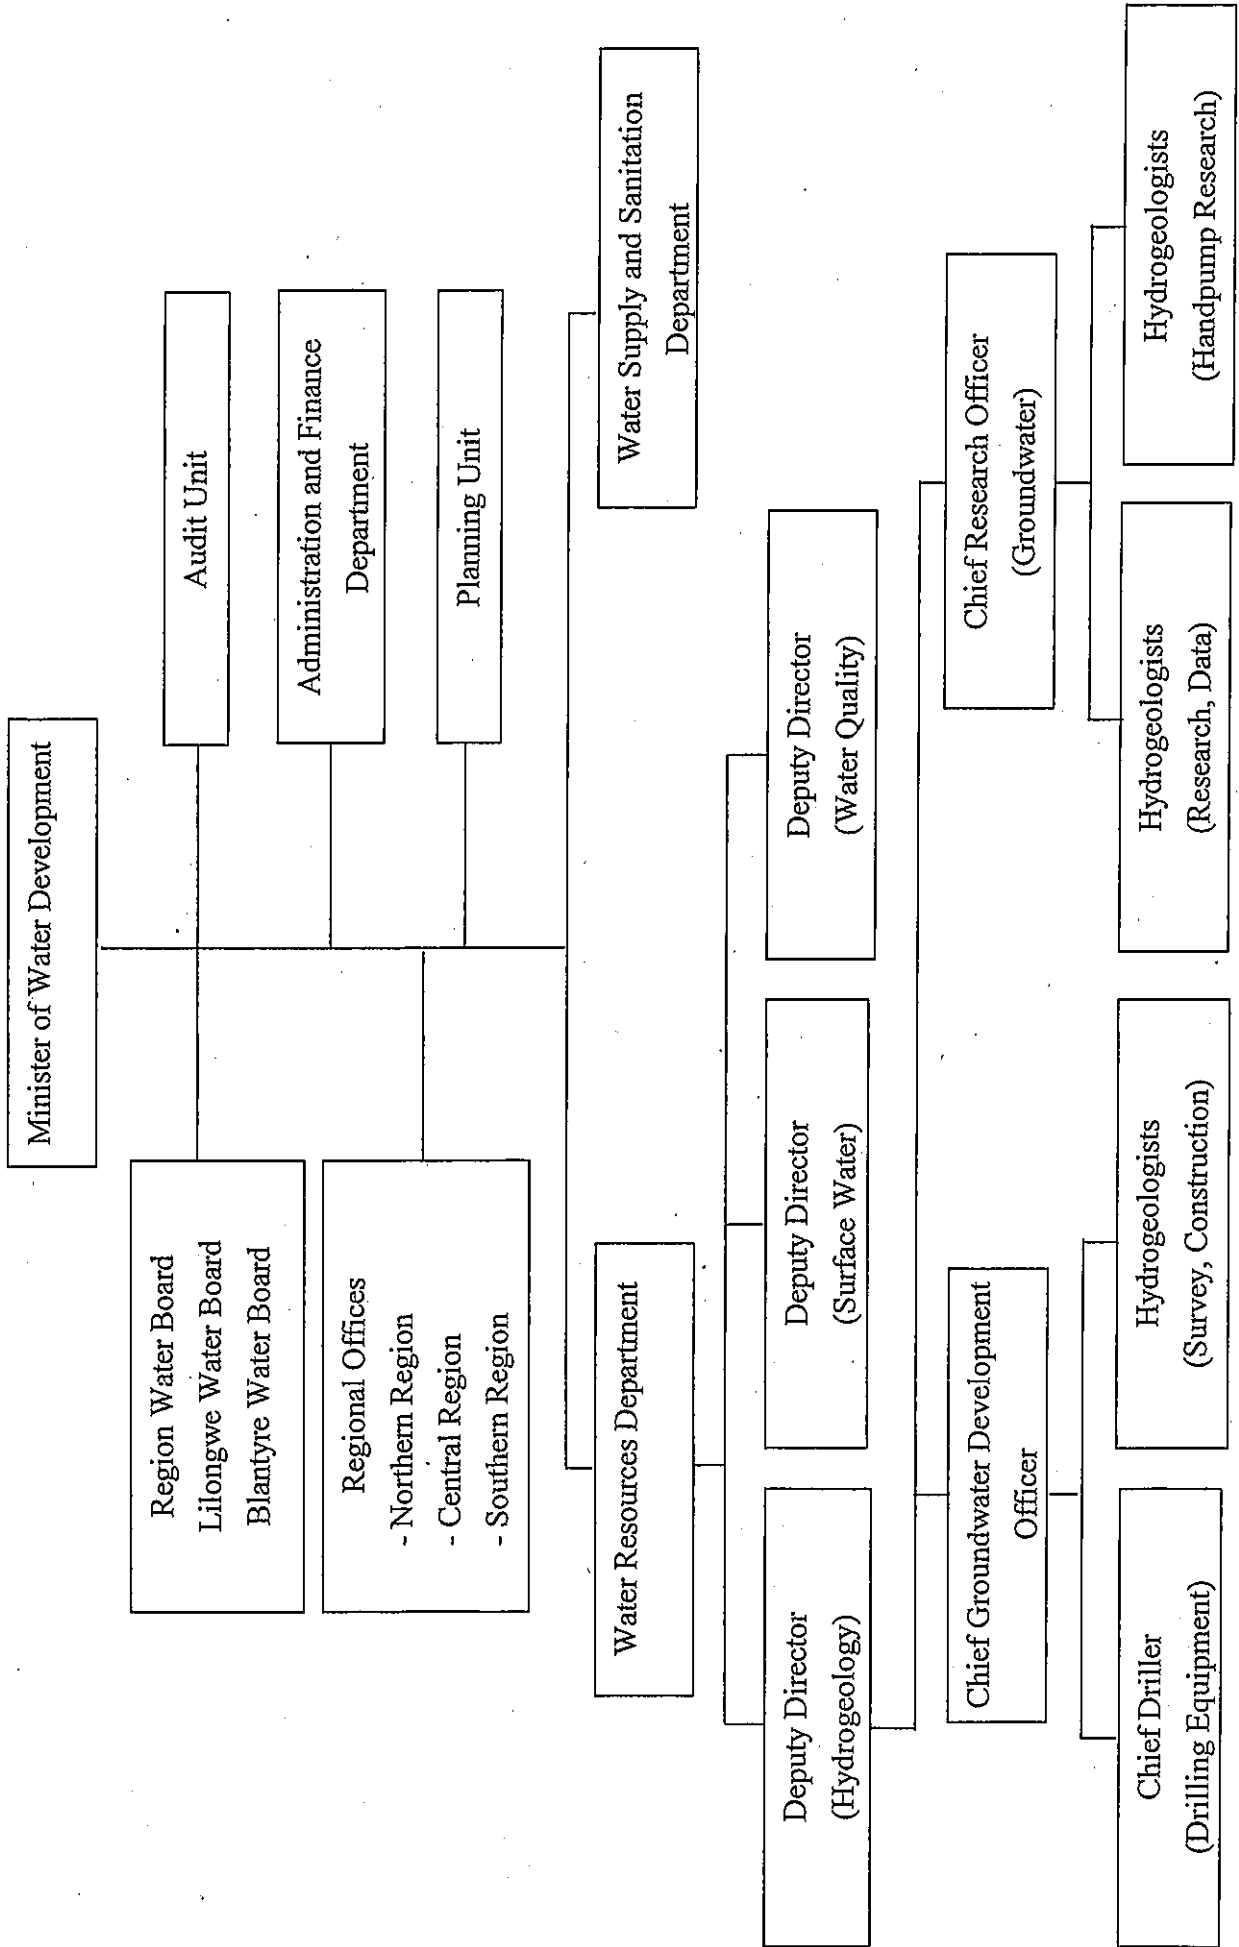 Minister of Water Development
Region Water Board
Lilongwe Water Board
Blantyre Water Board
Audit Unit
Regional Offices
- Northern Region
- Central Region
- Southern Region
Administration and Finance
Department
Planning Unit
Water Resources Department
Water Supply and Sanitation
Department
Deputy Director
(Hydrogeology)
Deputy Director
(Surface Water)
Deputy Director
(Water Quality)
Chief Groundwater Development
Officer
Chief Research Officer
(Groundwater)
Chief Driller
(Drilling Equipment)
Hydrogeologists
(Survey, Construction)
Hydrogeologists
(Research, Data)
Hydrogeologists
(Handpump Research)